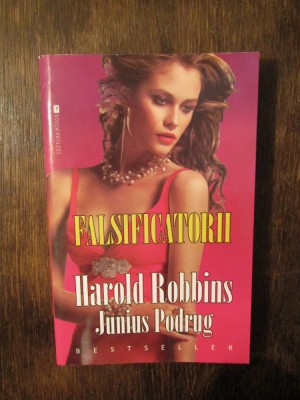 FALSIFICATORII
Harold Robbins
Junius Podrug
BESTSELLER